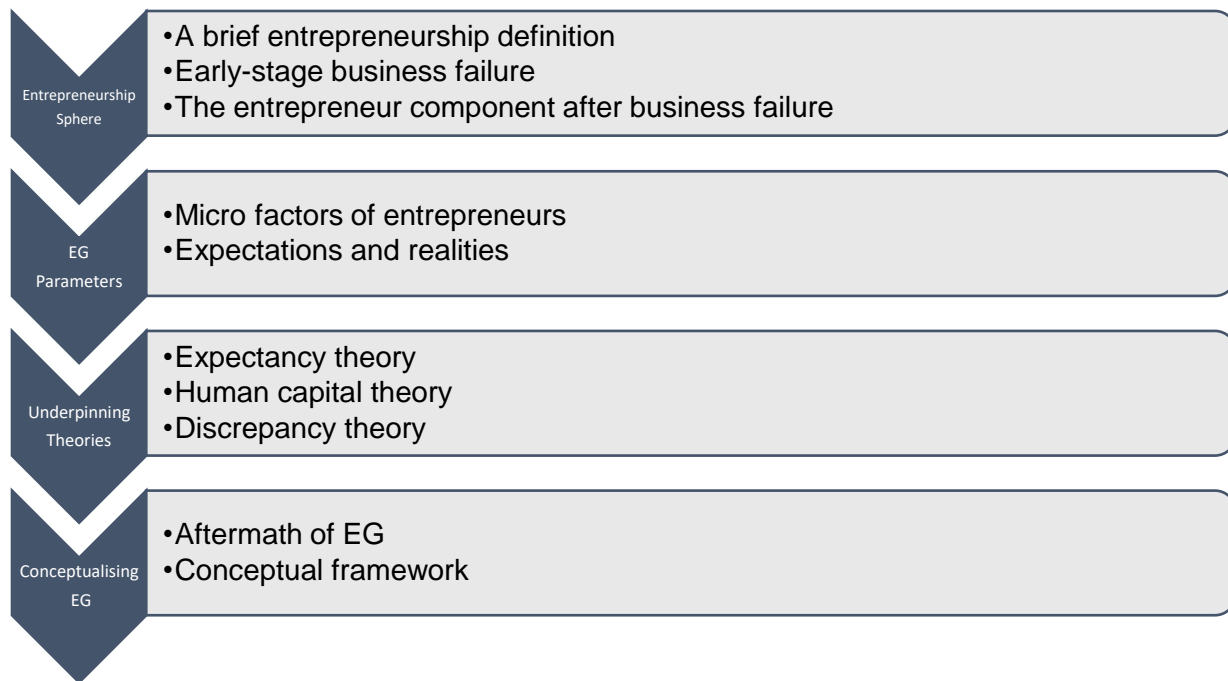 Entrepreneurship
Sphere
•A brief entrepreneurship definition
•Early-stage business failure
•The entrepreneur component after business failure
EG
Parameters
•Micro factors of entrepreneurs
•Expectations and realities
Underpinning
Theories
•Expectancy theory
•Human capital theory
•Discrepancy theory
Conceptualising
EG
•Aftermath of EG
•Conceptual framework